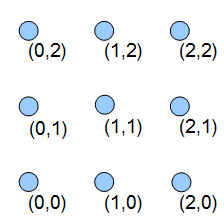 (0,2) (1,2) (2,2)
(0,1) (1,1) (2,1)
(0,0) (1,0) (2,0)